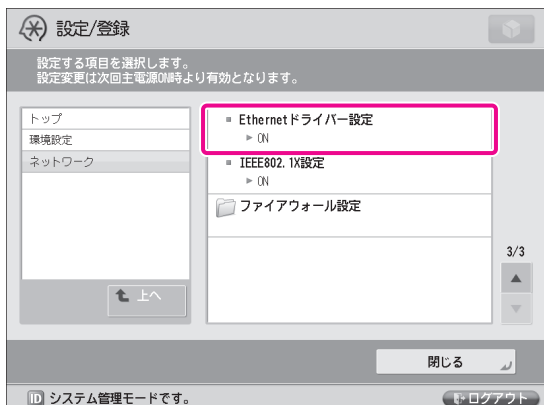 設定/登録
設定する項目を選択します。
設定変更は次回主電源ON時より有効となります。
トップ
環境設定
ネットワーク
上へ
Ethernetドライバー設定
ON
IEEE802.1X設定
ON
ファイアウォール設定
3/3
閉じる
ID システム管理モードです。
ログアウト